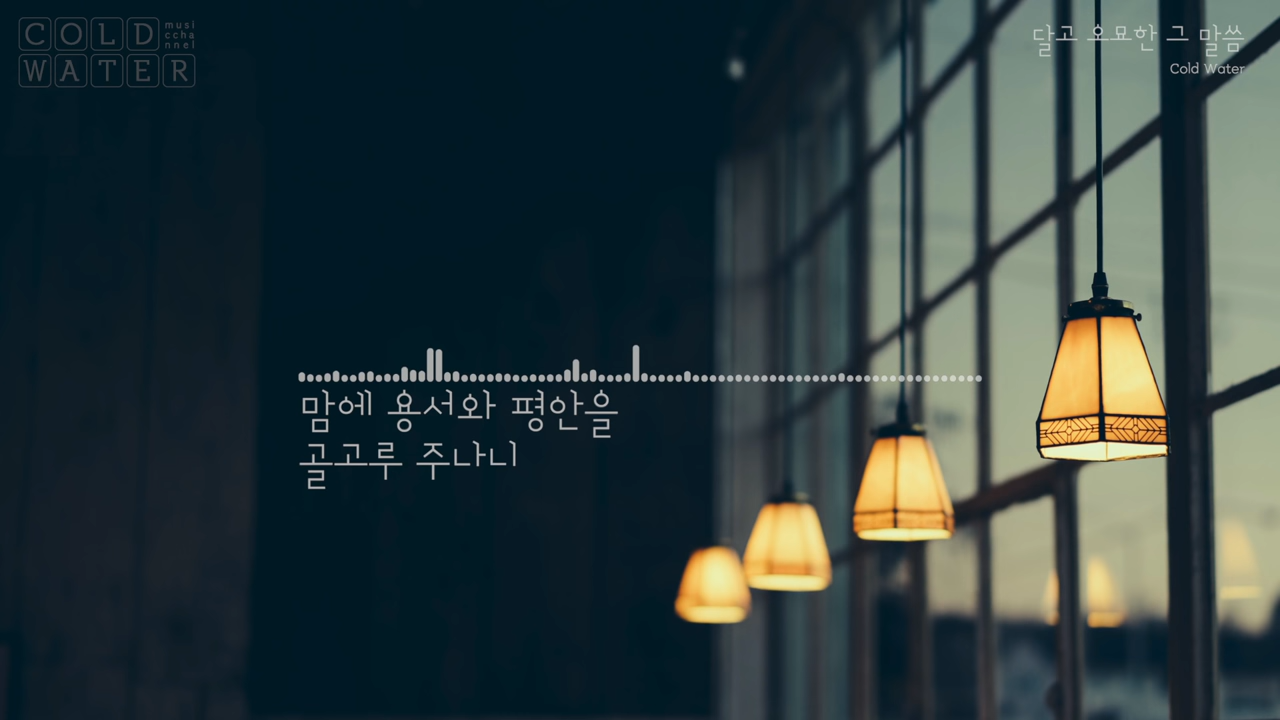 COLD
musi
ccha
nnel
WATER
달고 오묘한 그 말씀
Cold Water
맘에 용서와 평안을
골고루 주나니